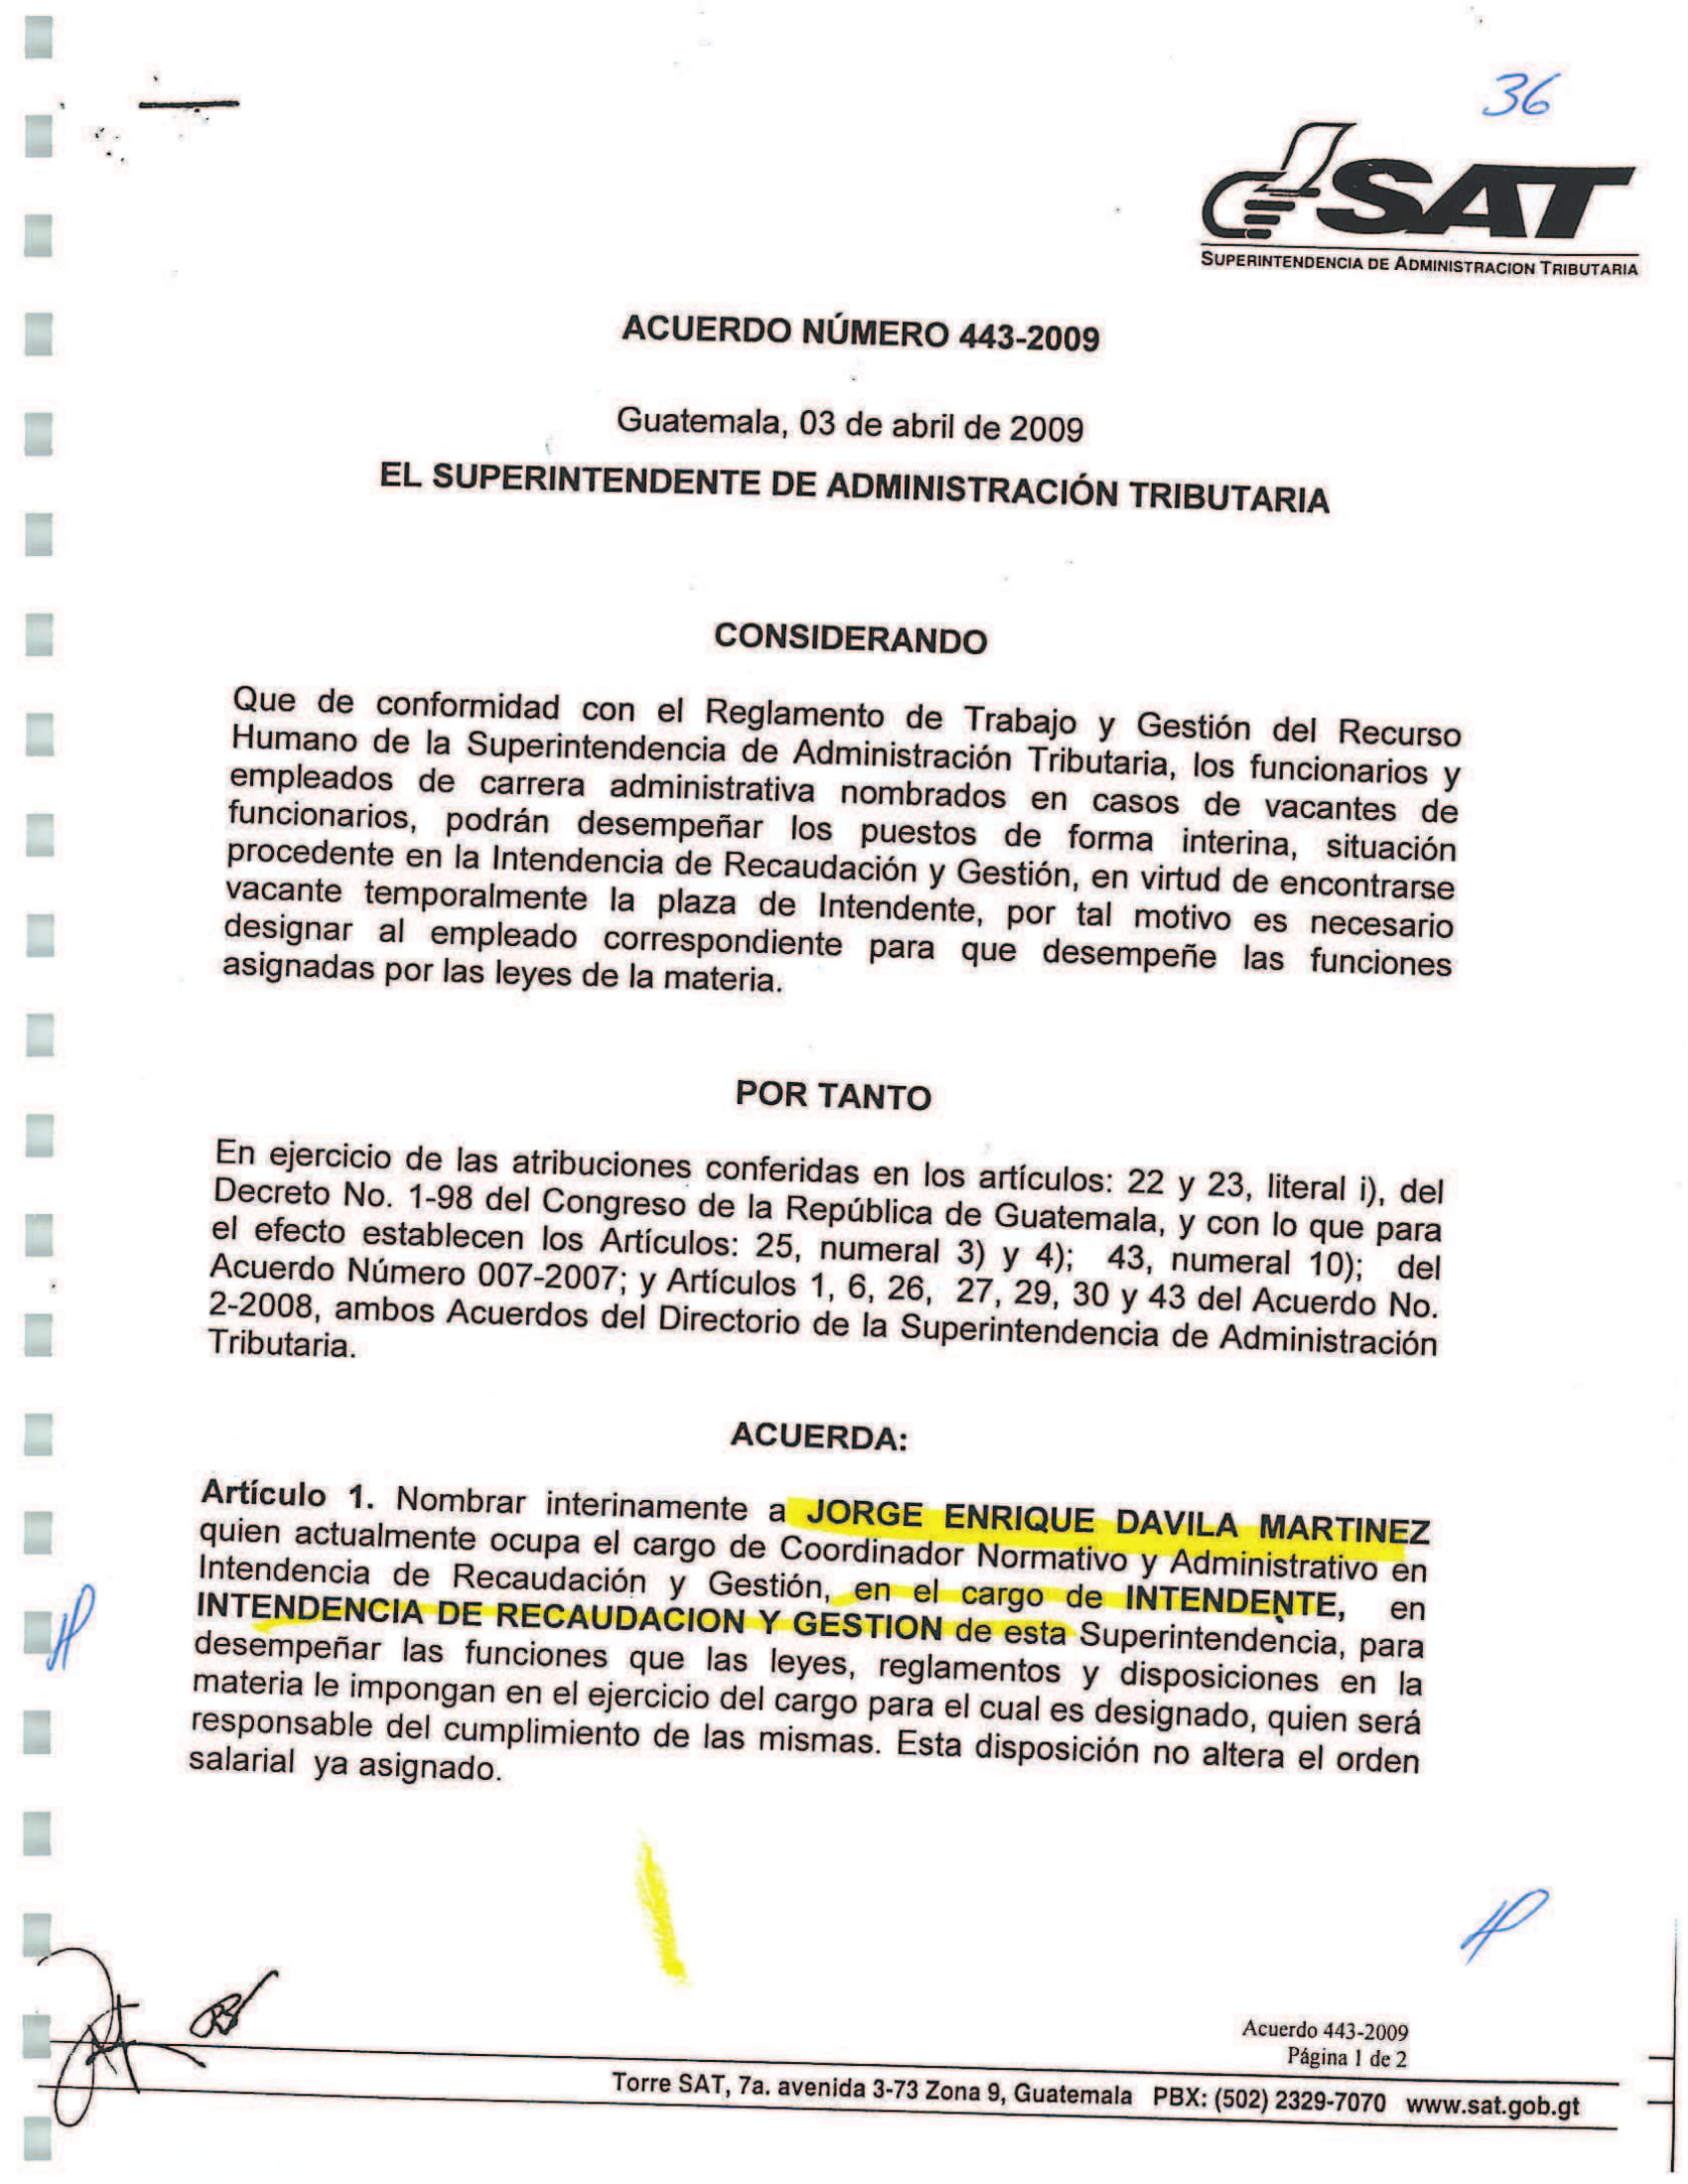 36
SAT
SUPERINTENDENCIA DE ADMINISTRACION TRIBUTARIA
ACUERDO NÚMERO 443-2009
Guatemala, 03 de abril de 2009
EL SUPERINTENDENTE DE ADMINISTRACIÓN TRIBUTARIA
CONSIDERANDO
Que de conformidad con el Reglamento de Trabajo y Gestión del Recurso
Humano de la Superintendencia de Administración Tributaria, los funcionarios y
empleados de carrera administrativa nombrados en casos de vacantes de
funcionarios, podrán desempeñar los puestos de forma interina, situación
procedente en la Intendencia de Recaudación y Gestión, en virtud de encontrarse
vacante temporalmente la plaza de Intendente, por tal motivo es necesario
designar al empleado correspondiente para que desempeñe las funciones
asignadas por las leyes de la materia.
POR TANTO
En ejercicio de las atribuciones conferidas en los artículos: 22 y 23, literal i), del
Decreto No. 1-98 del Congreso de la República de Guatemala, y con lo que para
el efecto establecen los Artículos: 25, numeral 3) y 4); 43, numeral 10); del
Acuerdo Número 007-2007; y Artículos 1, 6, 26, 27, 29, 30 y 43 del Acuerdo No.
2-2008, ambos Acuerdos del Directorio de la Superintendencia de Administración
Tributaria.
ACUERDA:
Artículo 1. Nombrar interinamente a JORGE ENRIQUE DAVILA MARTINEZ
quien actualmente ocupa el cargo de Coordinador Normativo y Administrativo en
Intendencia de Recaudación y Gestión, en el cargo de INTENDENTE, en
INTENDENCIA DE RECAUDACION Y GESTION de esta Superintendencia, para
desempeñar las funciones que las leyes, reglamentos y disposiciones en la
materia le impongan en el ejercicio del cargo para el cual es designado, quien será
responsable del cumplimiento de las mismas. Esta disposición no altera el orden
salarial ya asignado.
Acuerdo 443-2009
Página 1 de 2
Torre SAT, 7a. avenida 3-73 Zona 9, Guatemala PBX: (502) 2329-7070 www.sat.gob.gt